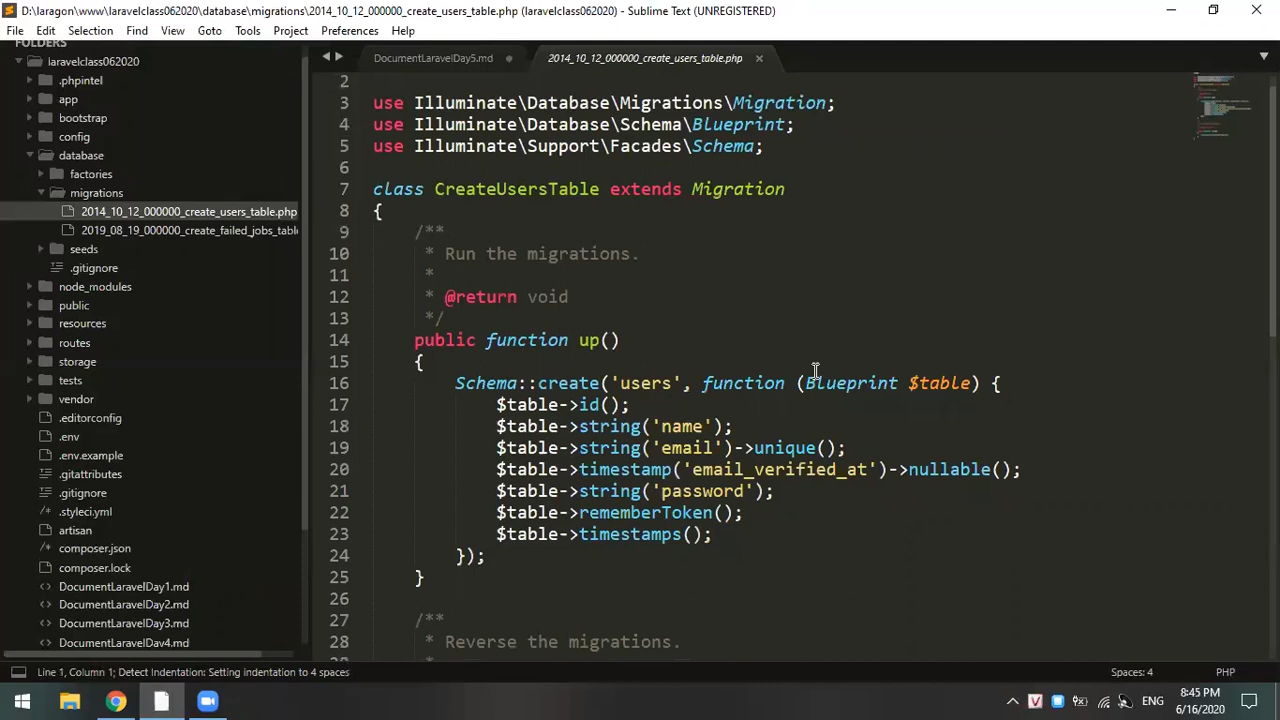 D:\laragon\www\laravelclass062020\database\migrations\2014_10_12_000000_create_users_table.php (laravelclass062020) - Sublime Text (UNREGISTERED)
File Edit Selection Find View Goto Tools Project Preferences Help
FOLDERS
laravelclass062020
.phpintel
app
bootstrap
config
database
factories
migrations
2014_10_12_000000_create_users_table.php
2019_08_19_000000_create_failed_jobs_tabl
seeds
.gitignore
node_modules
public
resources
routes
storage
tests
vendor
.editorconfig
.env
.env.example
.gitattributes
.gitignore
.styleci.yml
artisan
composer.json
composer.lock
DocumentLaravelDay1.md
DocumentLaravelDay2.md
DocumentLaravelDay3.md
DocumentLaravelDay4.md
DocumentLaravelDay5.md
2014_10_12_000000_create_users_table.php
2
3 use Illuminate\Database\Migrations\Migration;
4 use Illuminate\Database\Schema\Blueprint;
5 use Illuminate\Support\Facades\Schema;
6
7 class CreateUsersTable extends Migration
8 {
9 /**
10 * Run the migrations.
11 *
12 * @return void
13 */
14 public function up()
15 {
16 Schema::create('users', function (Blueprint $table) {
17 $table->id();
18 $table->string('name');
19 $table->string('email')->unique();
20 $table->timestamp('email_verified_at')->nullable();
21 $table->string('password');
22 $table->rememberToken();
23 $table->timestamps();
24 });
25 }
26
27 /**
28 * Reverse the migrations.
Line 1, Column 1; Detect Indentation: Setting indentation to 4 spaces
Spaces: 4
PHP
ENG
8:45 PM
6/16/2020